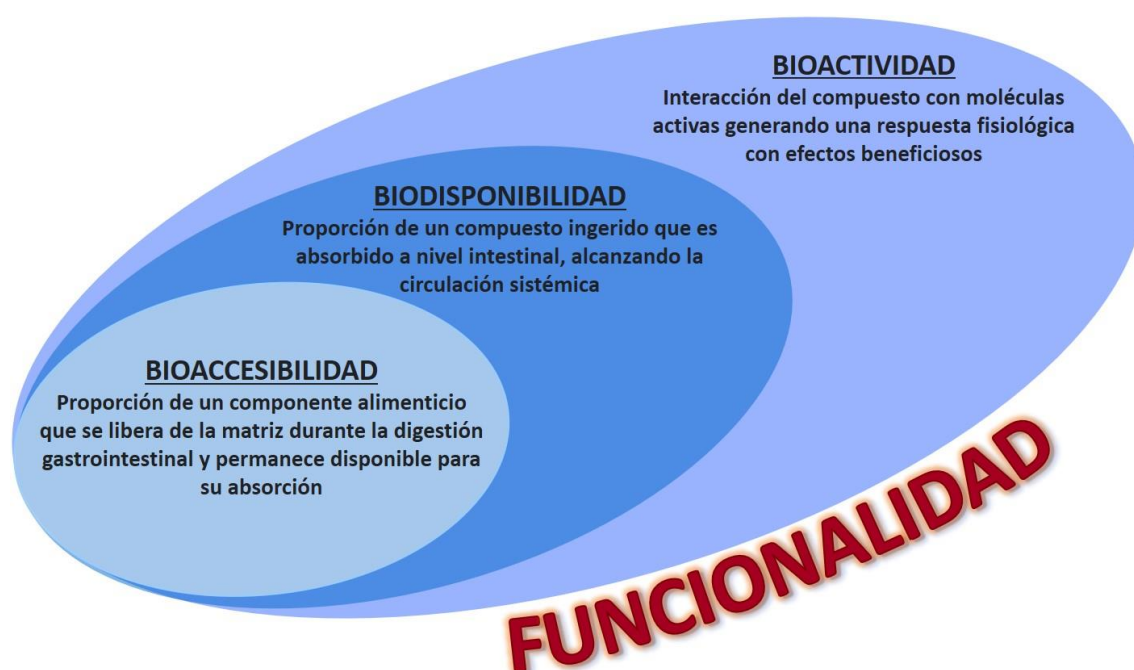 BIOACTIVIDAD
Interacción del compuesto con moléculas
activas generando una respuesta fisiológica
con efectos beneficiosos
BIODISPONIBILIDAD
Proporción de un compuesto ingerido que es
absorbido a nivel intestinal, alcanzando la
circulación sistémica
BIOACCESIBILIDAD
Proporción de un componente alimenticio
que se libera de la matriz durante la digestión
gastrointestinal y permanece disponible para
su absorción
FUNCIONALIDAD